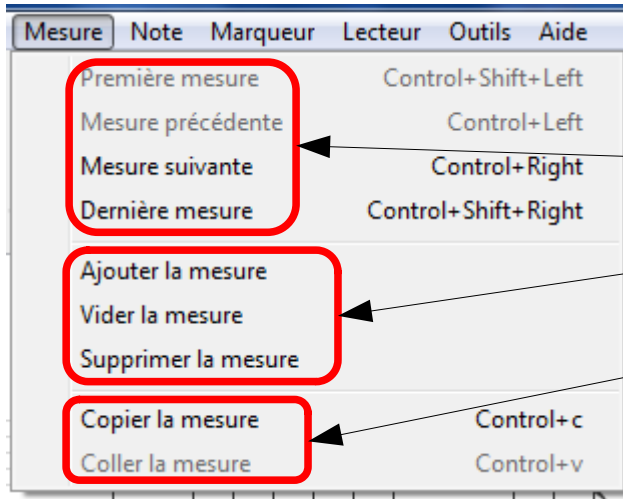 Mesure Note Marqueur Lecteur Outils Aide
Première mesure Control+Shift+Left
Mesure précédente Control+Left
Mesure suivante Control+Right
Dernière mesure Control+Shift+Right
Ajouter la mesure
Vider la mesure
Supprimer la mesure
Copier la mesure Control+c
Coller la mesure Control+v